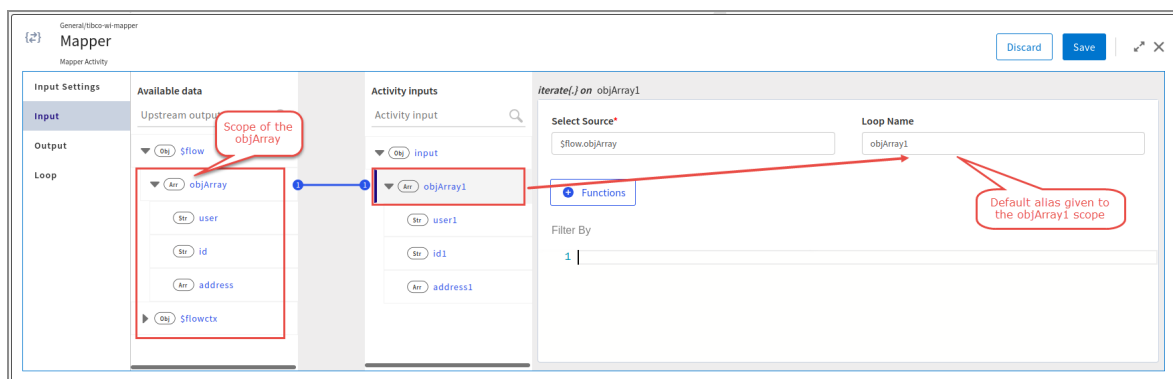 General/tibco-wi-mapper
Mapper
Mapper Activity
Discard
Save
Input Settings
Input
Output
Loop
Available data
Upstream output
Scope of the
objArray
Obj $flow
Arr objArray
Str user
Str id
Arr address
Obj $flowctx
1
1
Activity inputs
Activity input
Obj input
Arr objArray1
Str user1
Str id1
Arr address1
iterate{.} on objArray1
Select Source*
Loop Name
$flow.objArray
objArray1
Functions
Default alias given to
the objArray1 scope
Filter By
1